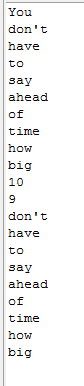 You
don't
have
to
say
ahead
of
time
how
big
10
9
don't
have
to
say
ahead
of
time
how
big